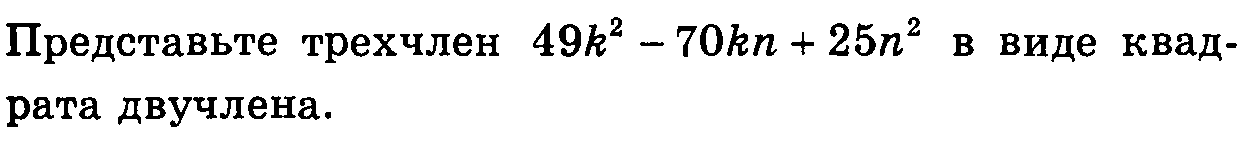 Представьте трехчлен 49k² – 70kn + 25n² в виде квад-
рата двучлена.